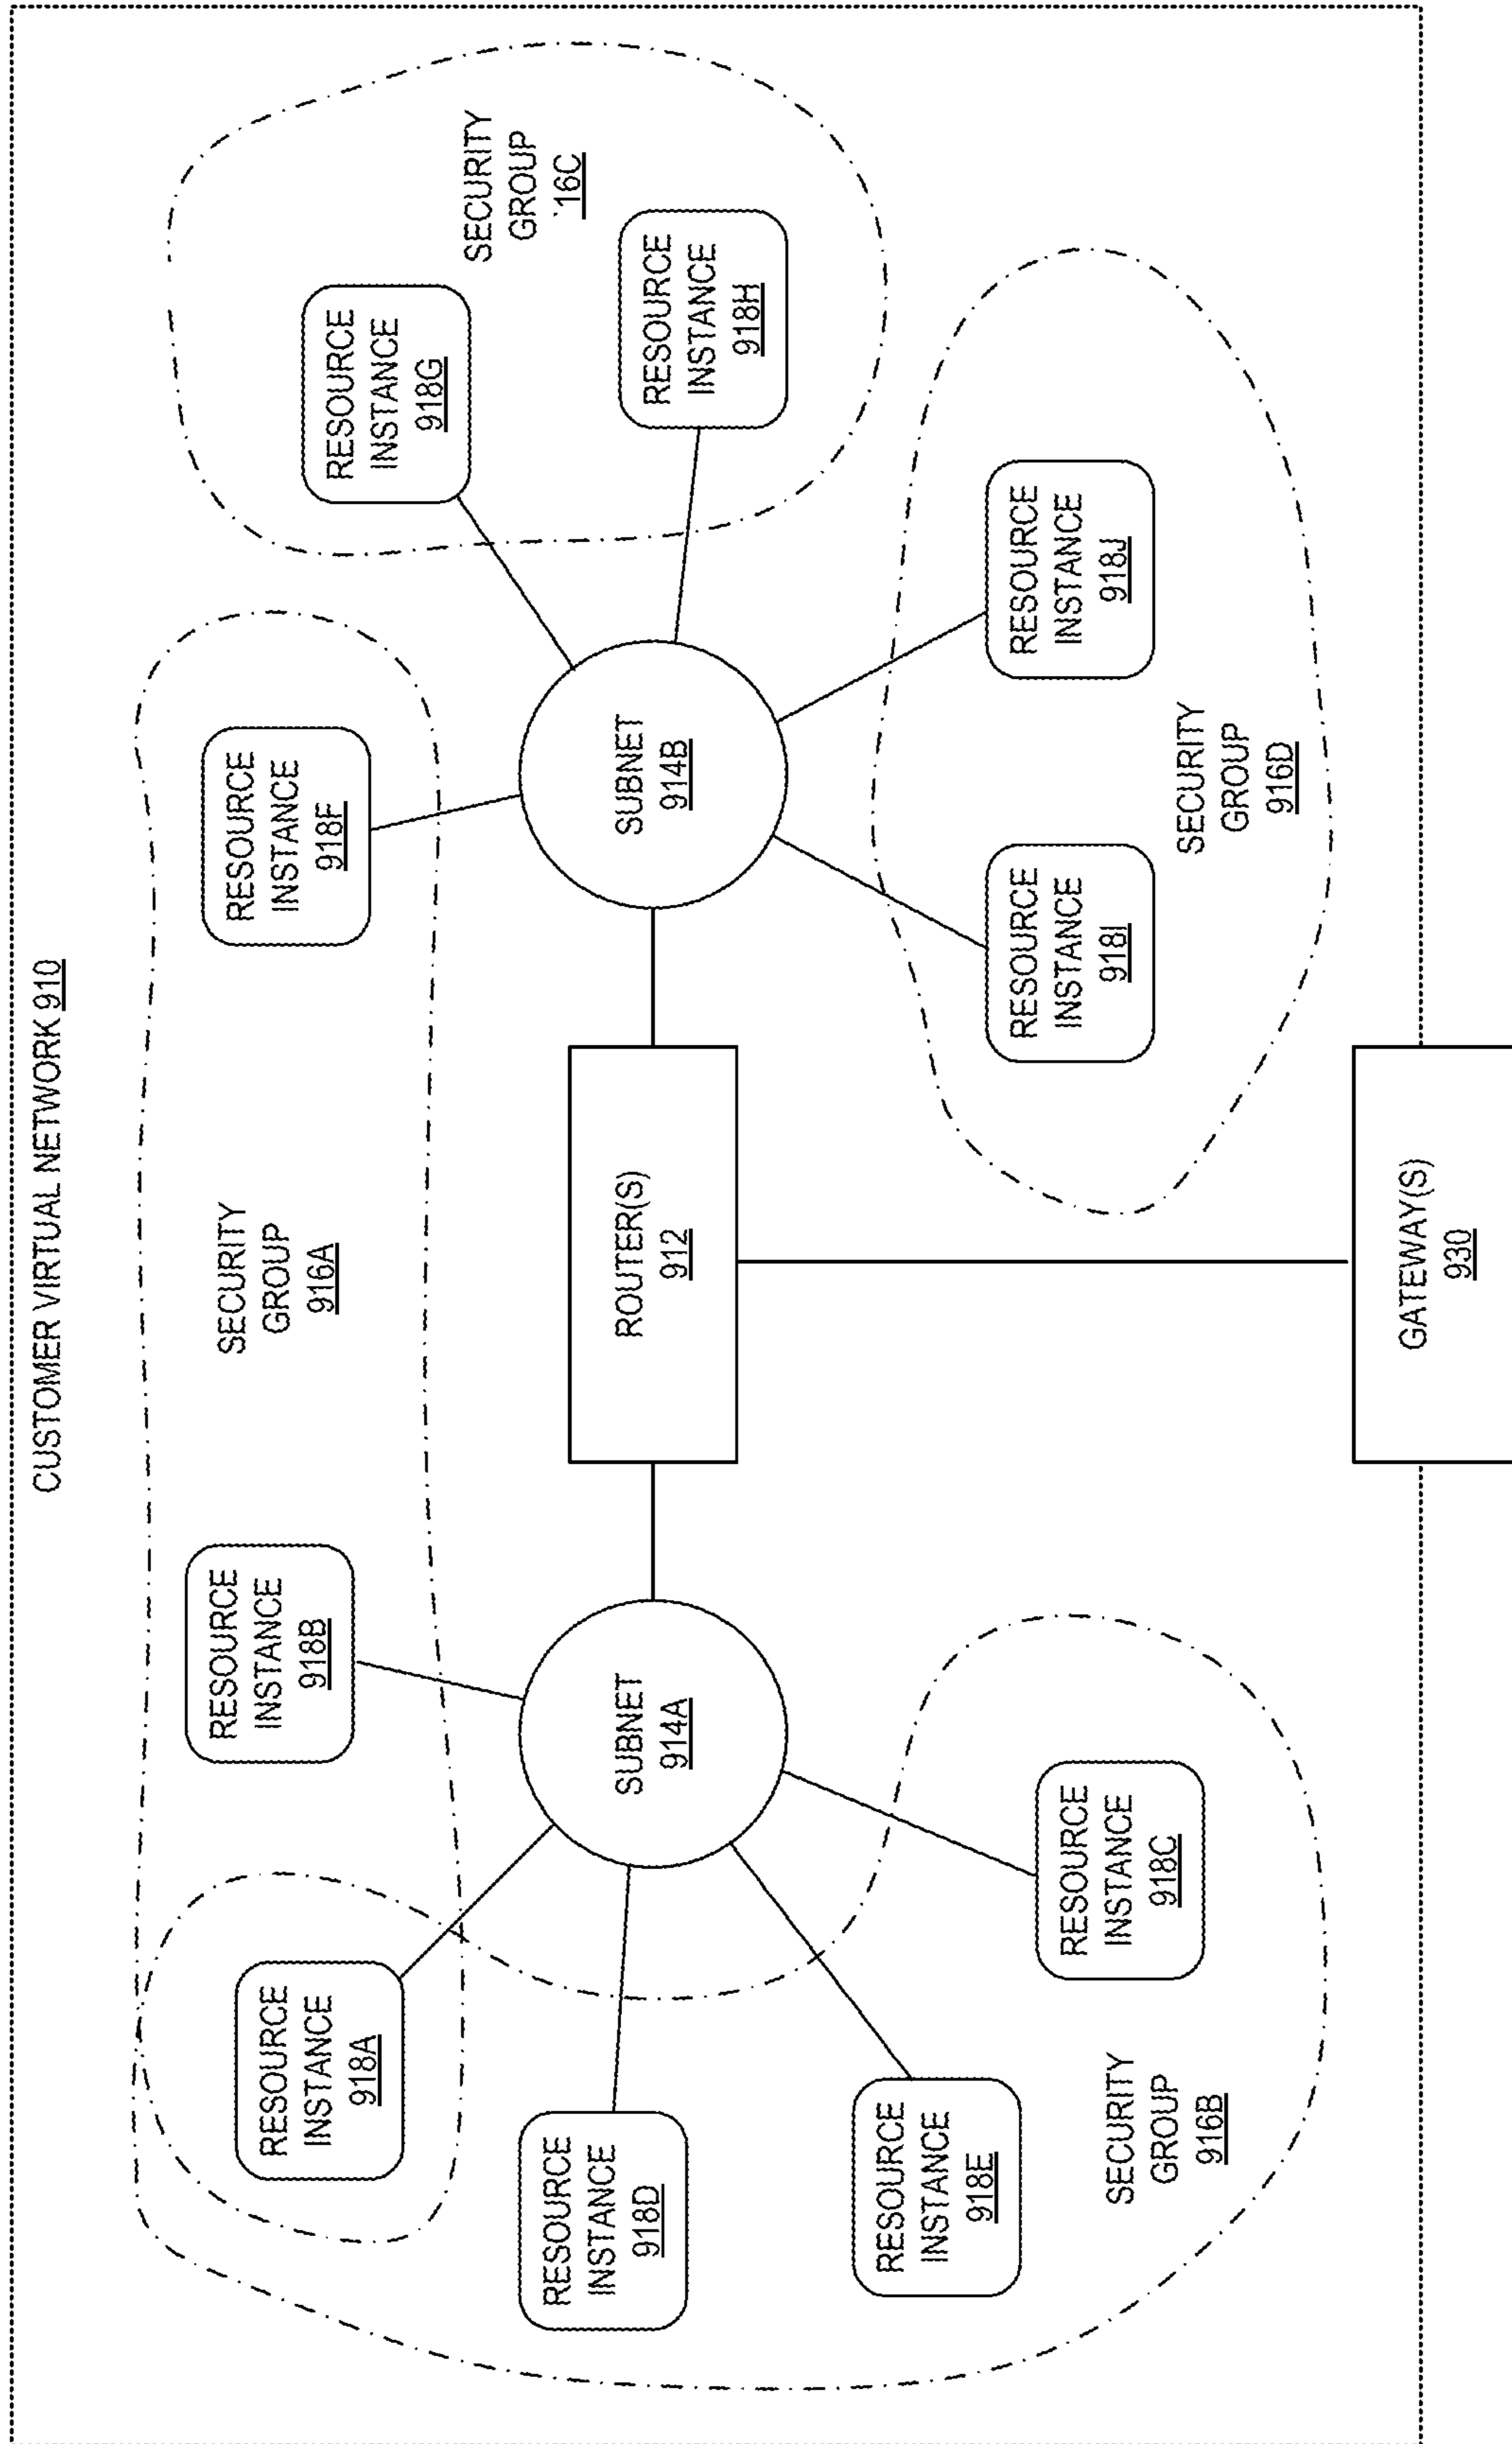 CUSTOMER VIRTUAL NETWORK 910
RESOURCE
INSTANCE
918A
RESOURCE
INSTANCE
918B
SECURITY
GROUP
916A
RESOURCE
INSTANCE
918F
RESOURCE
INSTANCE
918G
SECURITY
GROUP
`16C
RESOURCE
INSTANCE
918H
RESOURCE
INSTANCE
918D
SUBNET
914A
ROUTER(S)
912
SUBNET
914B
RESOURCE
INSTANCE
918E
RESOURCE
INSTANCE
918C
SECURITY
GROUP
916B
RESOURCE
INSTANCE
918I
RESOURCE
INSTANCE
918J
SECURITY
GROUP
916D
GATEWAY(S)
930